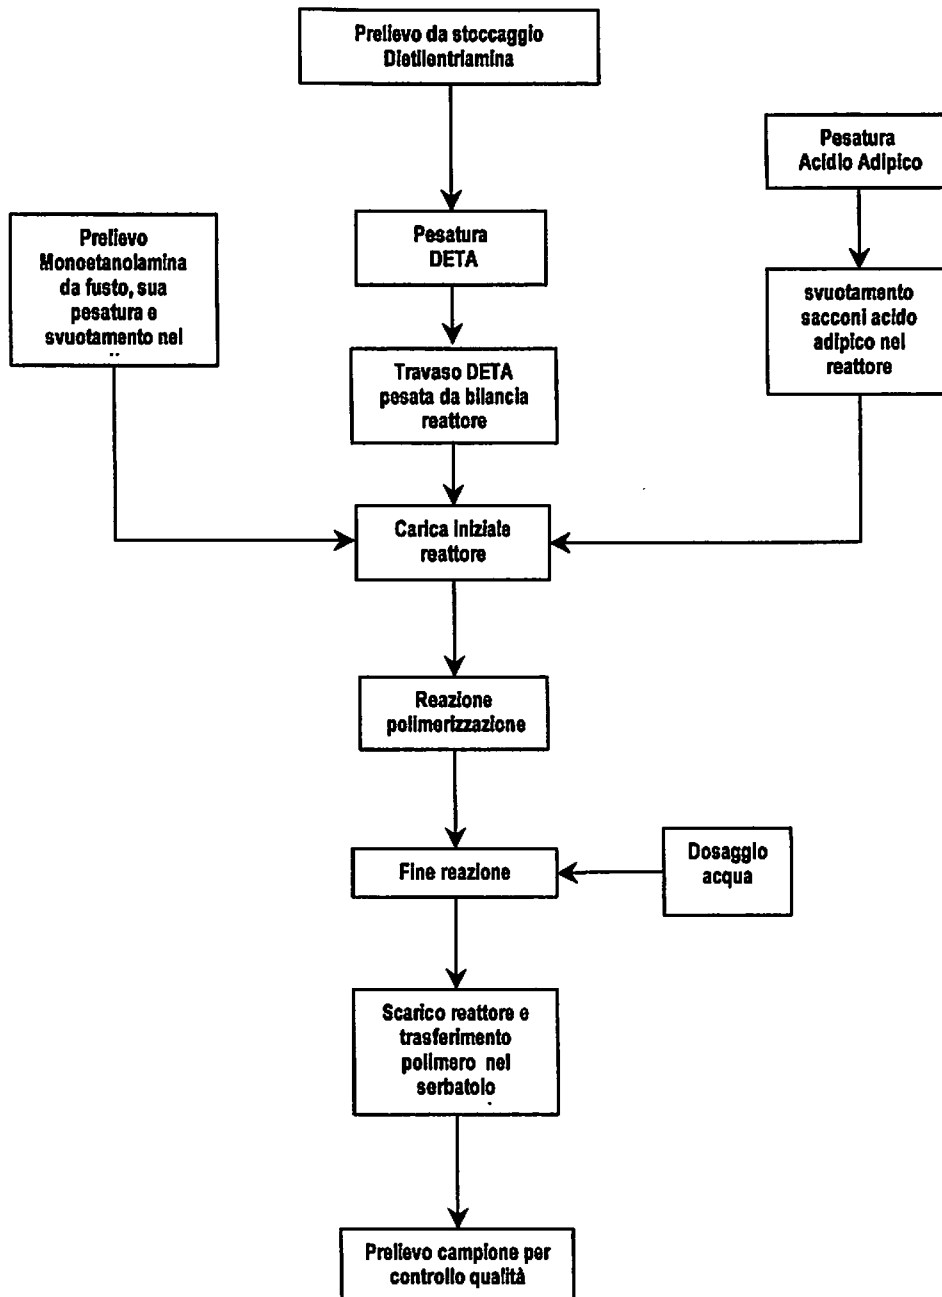 Prelievo da stoccaggio
Dietilentriamina
Pesatura
Acidio Adipico
Prelievo
Monoetanolamina
da fusto, sua
pesatura e
svuotamento nel
Pesatura
DETA
svuotamento
sacconi acido
adipico nel
reattore
Travaso DETA
pesata da bilancia
reattore
Carica iniziale
reattore
Reazione
polimerizzazione
Fine reazione
Dosaggio
acqua
Scarico reattore e
trasferimento
polimero nel
serbatoio
Prelievo campione per
controllo qualità